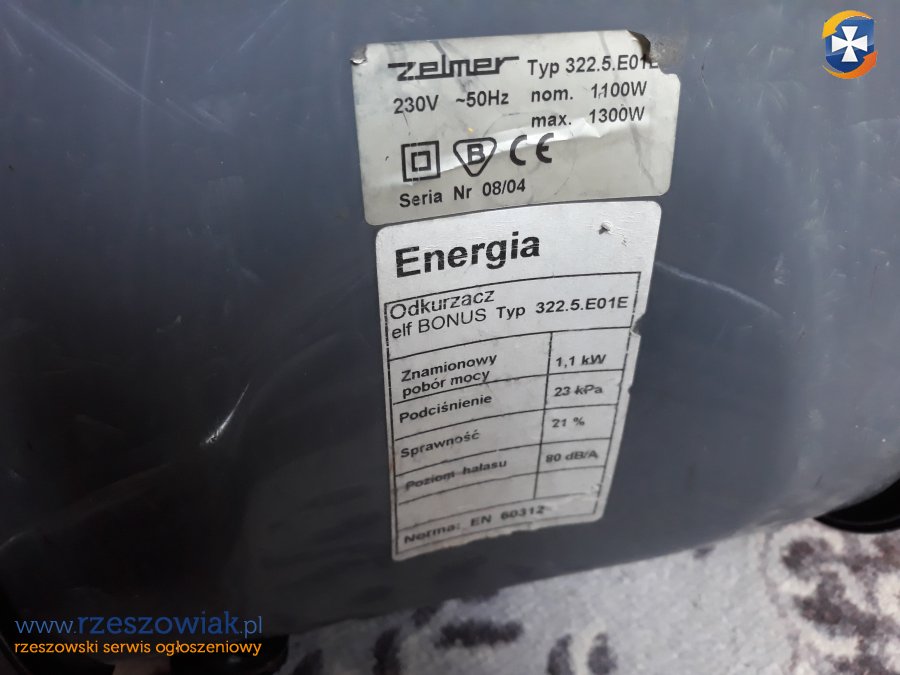 zelmer Typ 322.5.E01E
230V ~50Hz nom. 1100W
max. 1300W
B CE
Seria Nr 08/04
Energia
Odkurzacz
elf BONUS Typ 322.5.E01E
Znamionowy
pobór mocy 1,1 kW
Podciśnienie 23 kPa
Sprawność 21 %
Poziom hałasu 80 dB/A
Norma: EN 60312
www.rzeszowiak.pl
rzeszowski serwis ogłoszeniowy